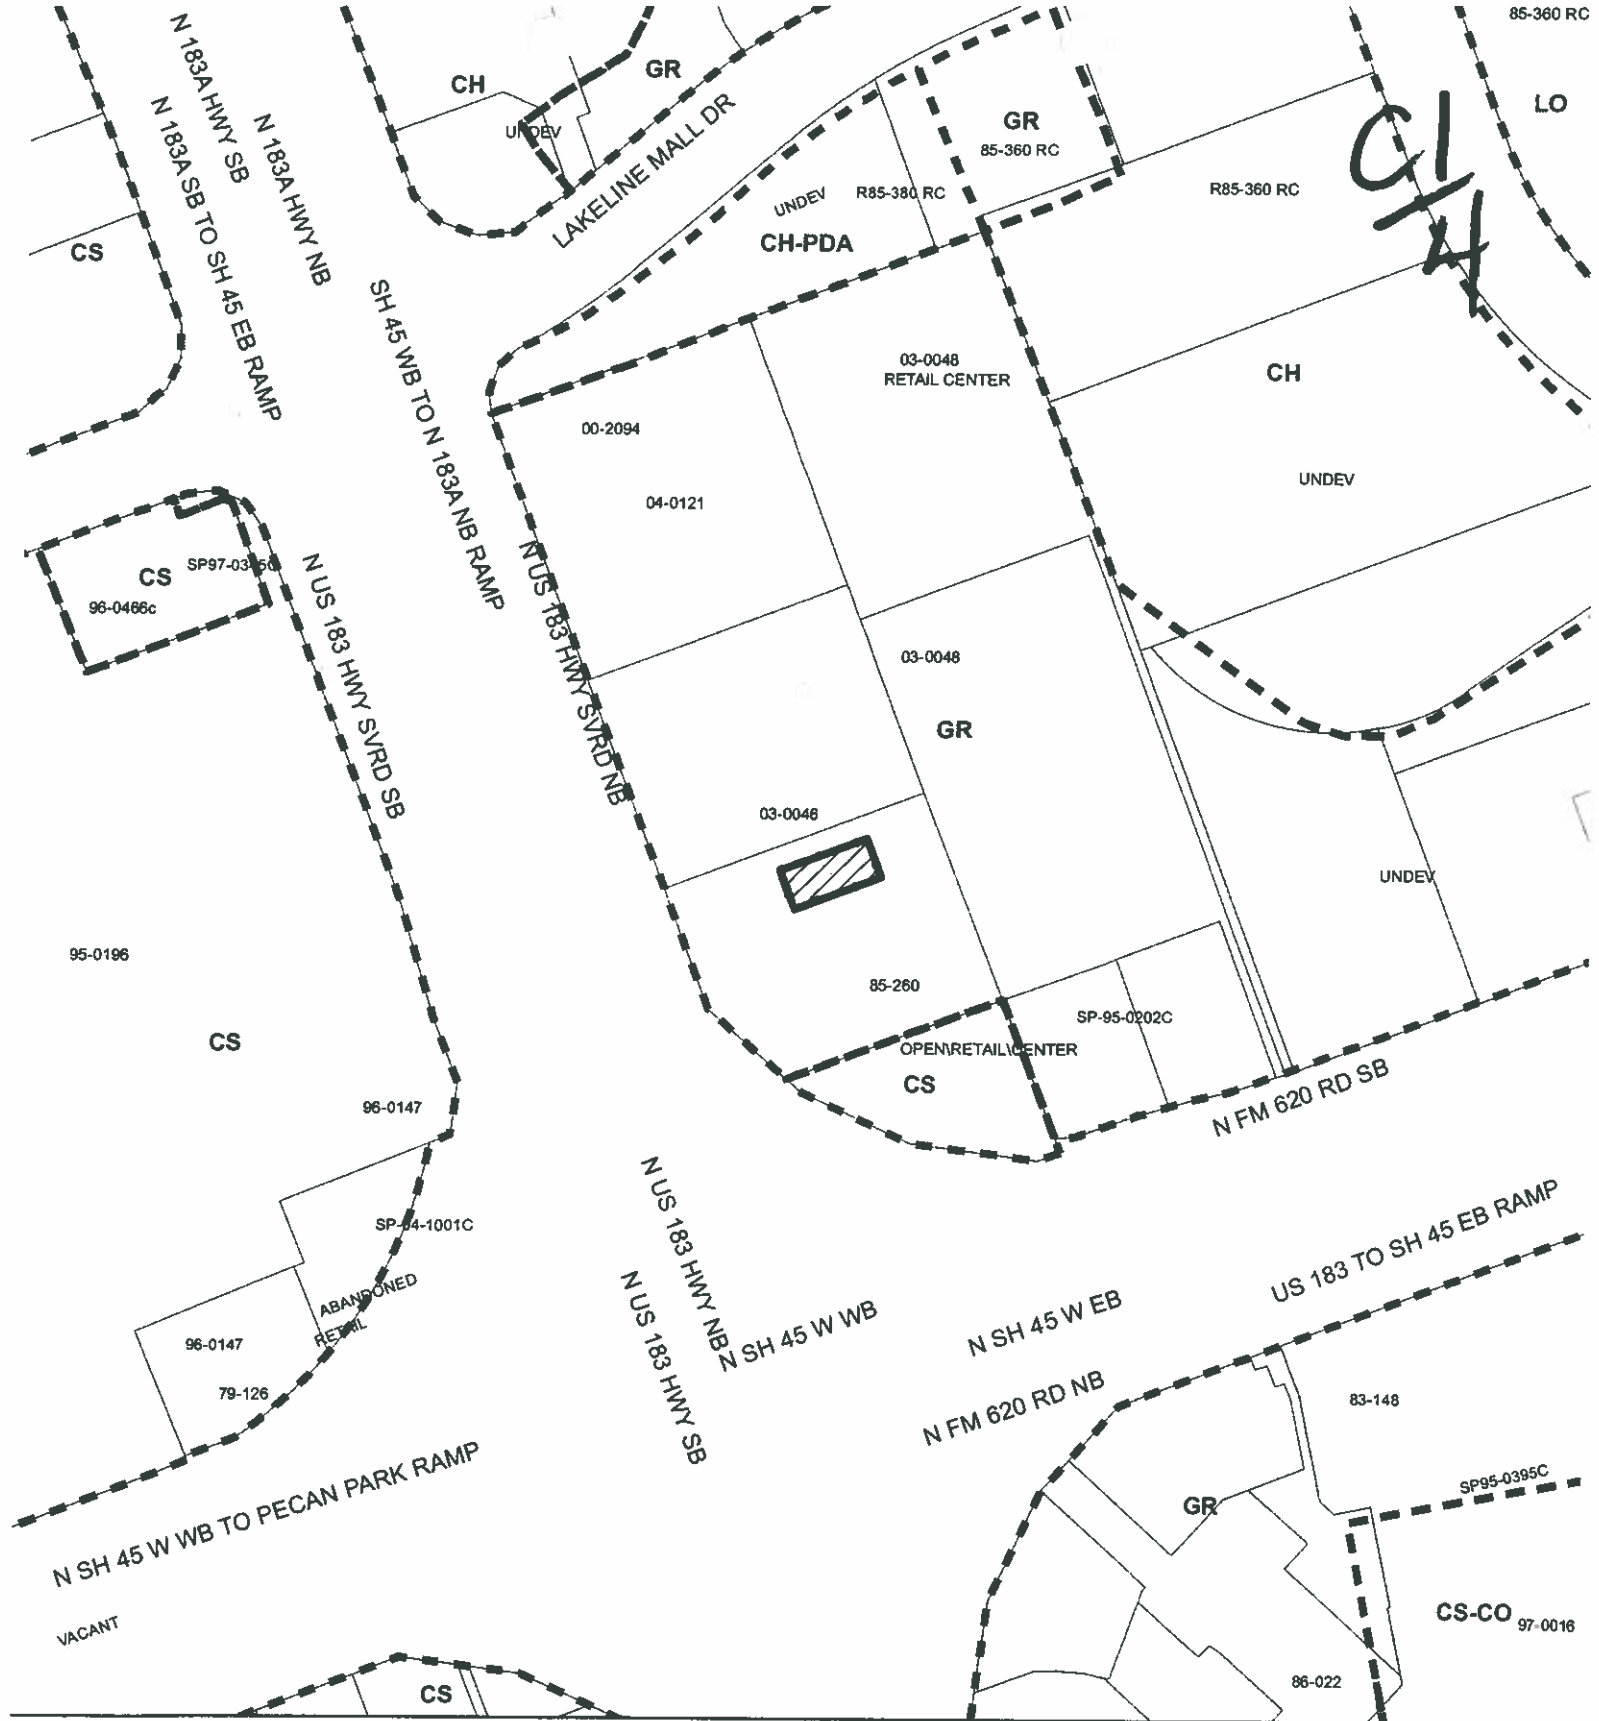 85-360 RC
N 183A HWY SB
N 183A SB TO SH 45 EB RAMP
N 183A HWY NB
CH
GR
UNDEV
LAKELINE MALL DR
GR
85-360 RC
LO
C1
4
UNDEV
R85-380 RC
R85-360 RC
CH-PDA
CS
SH 45 WB TO N 183A NB RAMP
03-0048
RETAIL CENTER
CH
00-2094
UNDEV
04-0121
CS
96-0466c
N US 183 HWY SVRD SB
N US 183 HWY SVRD NB
03-0048
GR
03-0046
UNDEV
95-0196
85-260
SP-95-0202C
CS
OPEN\RETAIL\CENTER
CS
96-0147
N FM 620 RD SB
N US 183 HWY NB
SP-04-1001C
US 183 TO SH 45 EB RAMP
ABANDONED
RETAIL
N US 183 HWY SB
N SH 45 W WB
N SH 45 W EB
96-0147
79-126
N FM 620 RD NB
83-148
N SH 45 W WB TO PECAN PARK RAMP
SP95-0395C
GR
VACANT
CS-CO
97-0016
CS
86-022